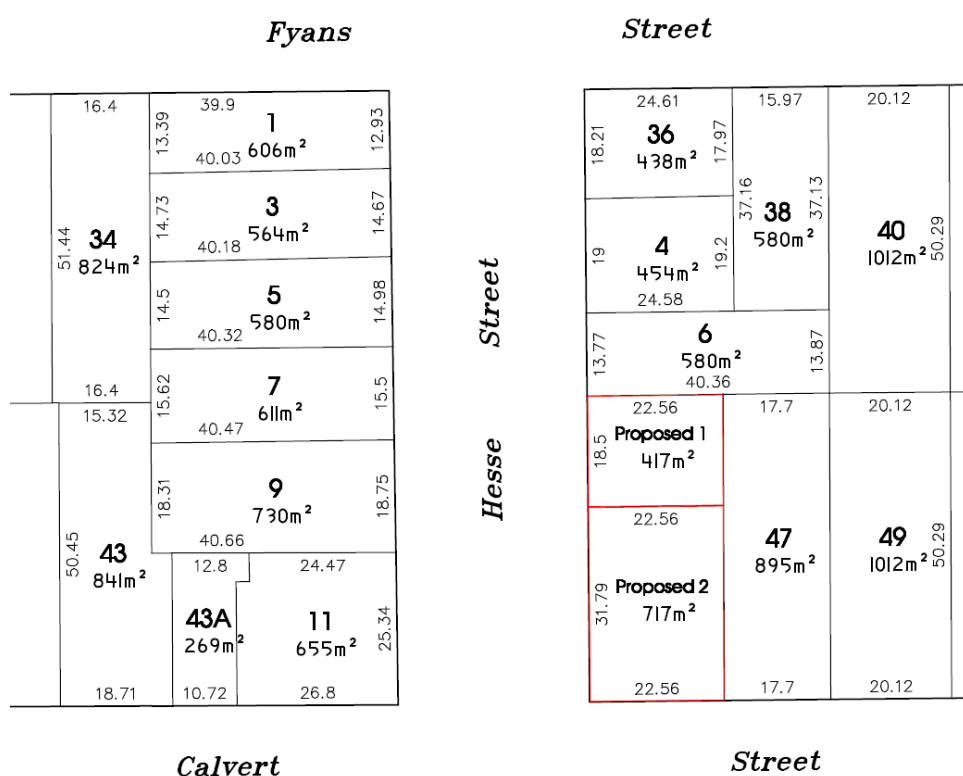 Fyans Street
16.4
39.9
13.39
1
606m²
12.93
40.03
34
824m²
51.44
16.4
14.73
3
564m²
14.67
40.18
14.5
5
580m²
14.98
40.32
15.62
7
611m²
15.5
40.47
18.31
9
730m²
18.75
40.66
15.32
50.45
43
841m²
18.71
12.8
43A
269m²
10.72
24.47
11
655m²
25.34
26.8
Hesse Street
24.61
18.21
36
438m²
17.97
15.97
37.16
38
580m²
37.13
20.12
40
1012m²
50.29
19
4
454m²
19.2
24.58
13.77
6
580m²
13.87
40.36
22.56
Proposed 1
18.5
417m²
22.56
Proposed 2
31.79
717m²
22.56
17.7
47
895m²
17.7
20.12
49
1012m²
50.29
20.12
Calvert Street